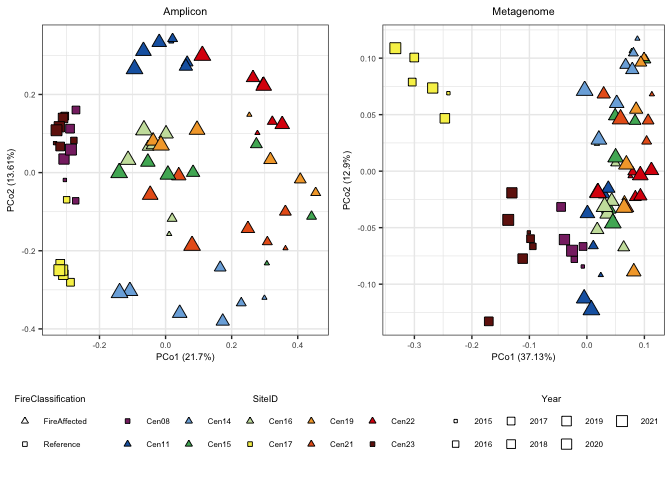 Amplicon
Metagenome
0.2
0.0
-0.2
-0.4
PCo2 (13.61%)
-0.2
0.0
0.2
0.4
PCo1 (21.7%)
0.10
0.05
0.00
-0.05
-0.10
PCo2 (12.9%)
-0.3
-0.2
-0.1
0.0
0.1
PCo1 (37.13%)
FireClassification
FireAffected
Reference
SiteID
Cen08
Cen14
Cen16
Cen19
Cen22
Cen11
Cen15
Cen17
Cen21
Cen23
Year
2015
2017
2019
2021
2016
2018
2020